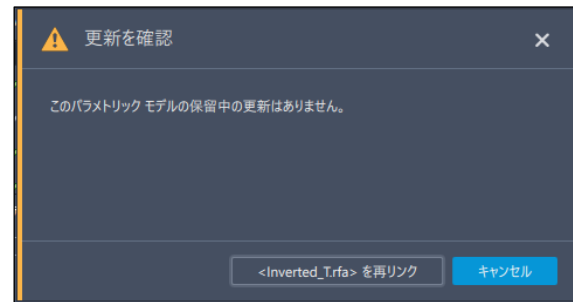 更新を確認
このパラメトリック モデルの保留中の更新はありません。
<Inverted_T.rfa> を再リンク
キャンセル